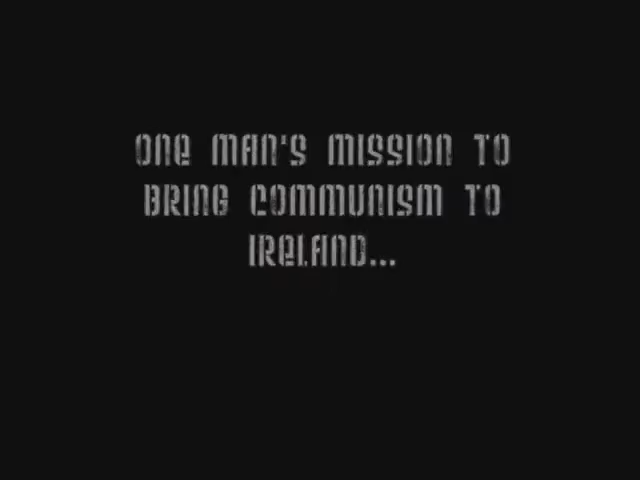 ONE MAN'S MISSION TO
BRING COMMUNISM TO
IRELAND...